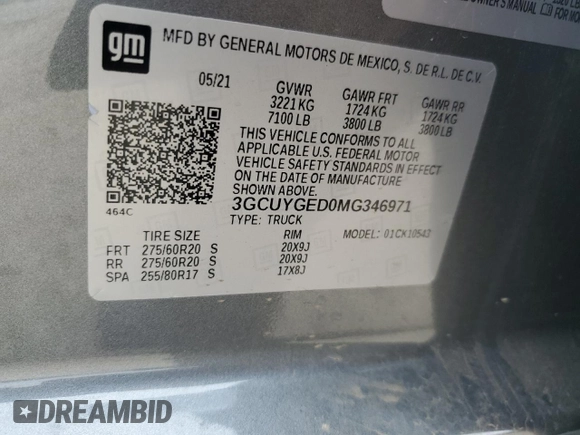 OWNER'S MANUAL
gm
MFD BY GENERAL MOTORS DE MEXICO, S. DE R.L. DE C.V.
05/21 GVWR GAWR FRT GAWR RR
3221 KG 1724 KG 1724 KG
7100 LB 3800 LB 3800 LB
THIS VEHICLE CONFORMS TO ALL
APPLICABLE U.S. FEDERAL MOTOR
VEHICLE SAFETY STANDARDS IN EFFECT
ON THE DATE OF MANUFACTURE
SHOWN ABOVE.
464C 3GCUYGED0MG346971
TYPE: TRUCK
TIRE SIZE RIM MODEL: 01CK10543
FRT 275/60R20 S 20X9J
RR 275/60R20 S 20X9J
SPA 255/80R17 S 17X8J
DREAMBID